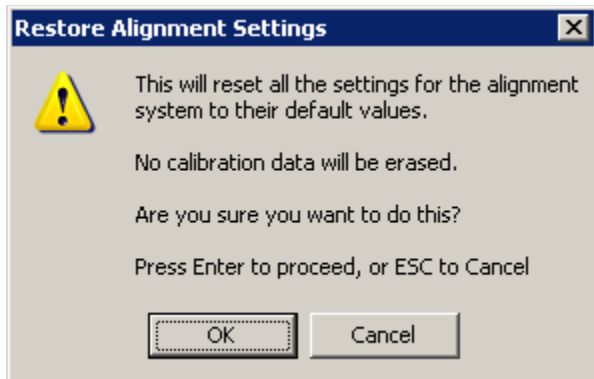 Restore Alignment Settings
This will reset all the settings for the alignment
system to their default values.
No calibration data will be erased.
Are you sure you want to do this?
Press Enter to proceed, or ESC to Cancel
OK Cancel